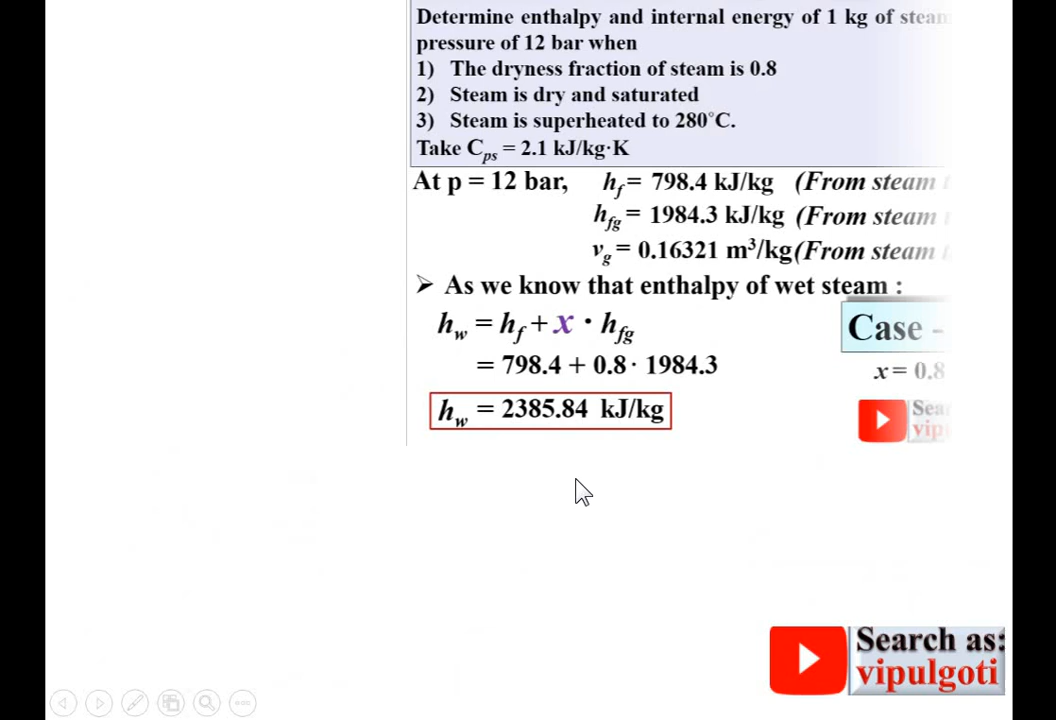 Determine enthalpy and internal energy of 1 kg of steam
pressure of 12 bar when
1) The dryness fraction of steam is 0.8
2) Steam is dry and saturated
3) Steam is superheated to 280°C.
Take Cps = 2.1 kJ/kg·K
At p = 12 bar, hf = 798.4 kJ/kg (From steam
hfg = 1984.3 kJ/kg (From steam
vg = 0.16321 m³/kg (From steam
➢ As we know that enthalpy of wet steam :
hw = hf + x · hfg
Case -
= 798.4 + 0.8 · 1984.3
x = 0.8
hw = 2385.84 kJ/kg
Search as:
vipulgoti